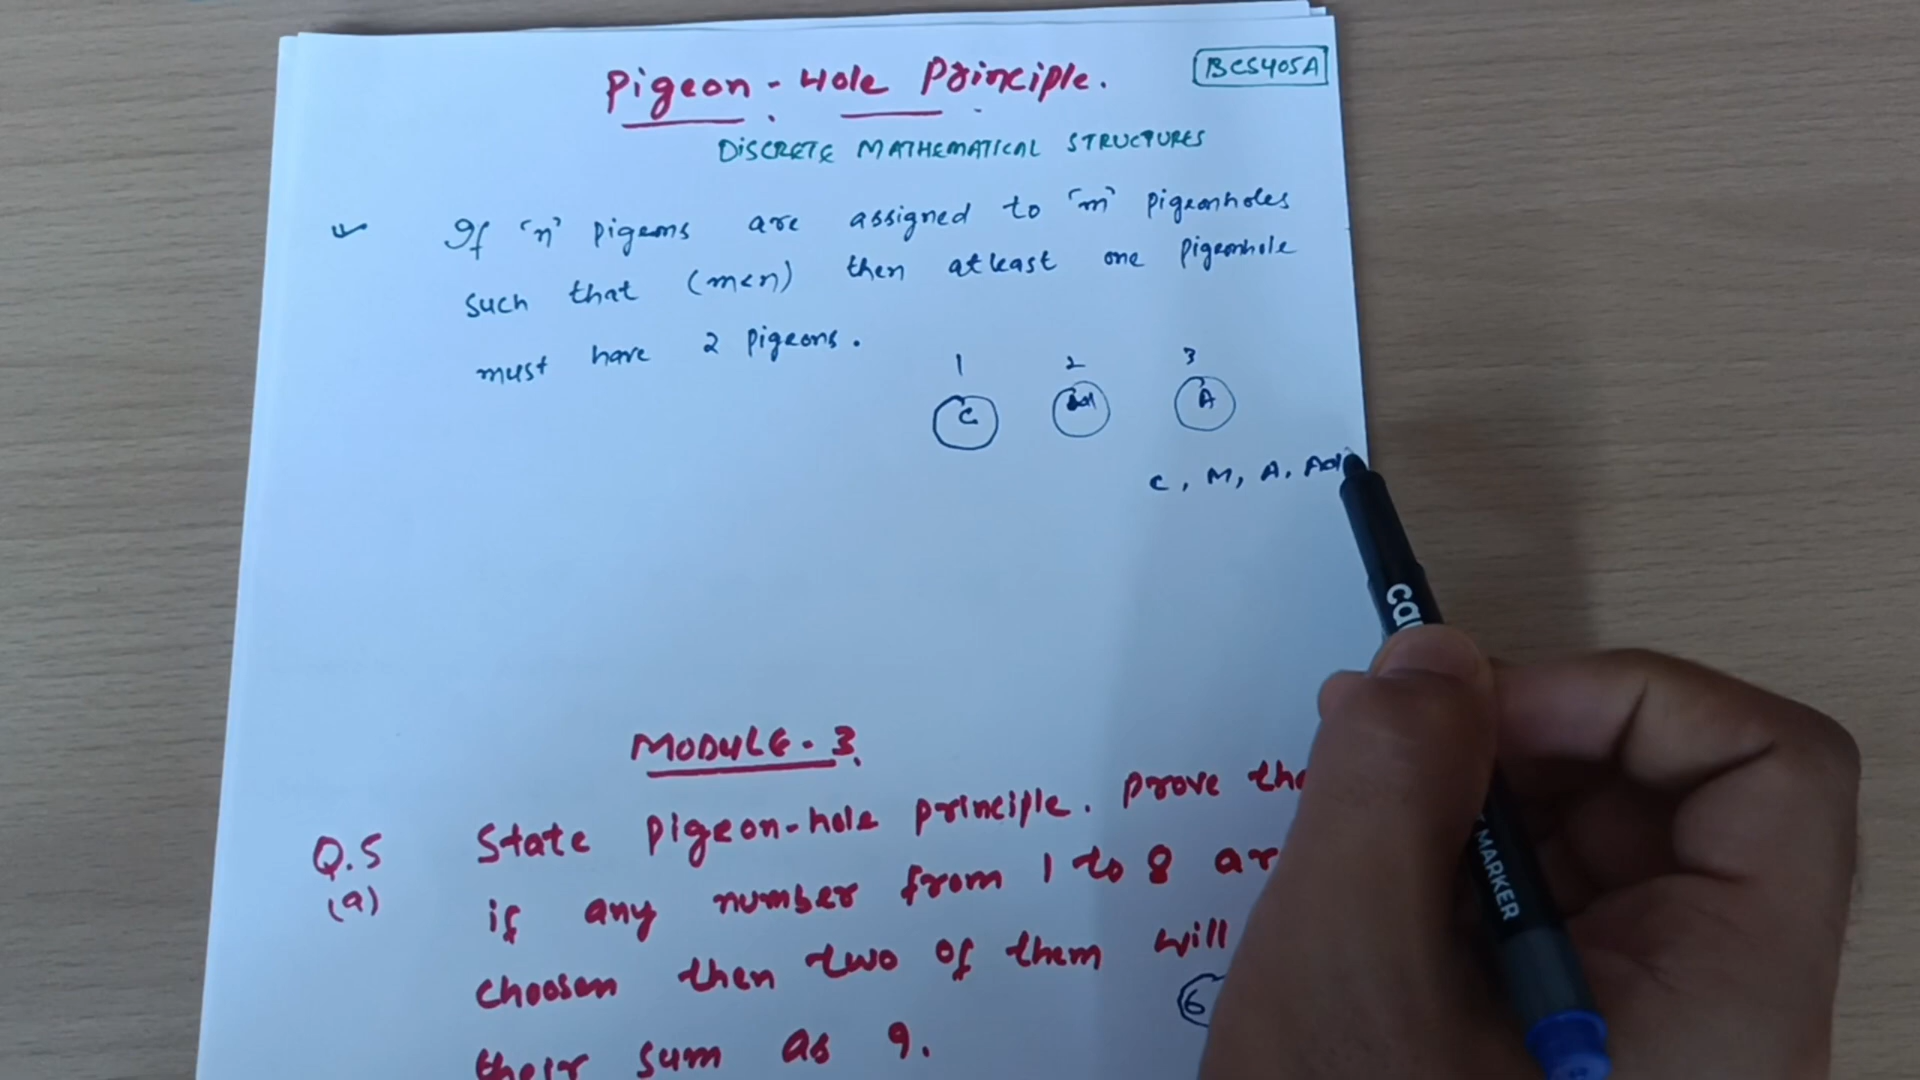 Pigeon - Hole Principle.
BCS405A
DISCRETE MATHEMATICAL STRUCTURES
If 'n' pigeons are assigned to 'm' pigeonholes
such that (m<n) then atleast one pigeonhole
must have 2 pigeons.
1 2 3
C A
C, M, A,
MODULE - 3
Q.5 State pigeon-hole principle. Prove
(a) if any number from 1 to 8
choosen then two of them will
6
their sum as 9.
MARKER